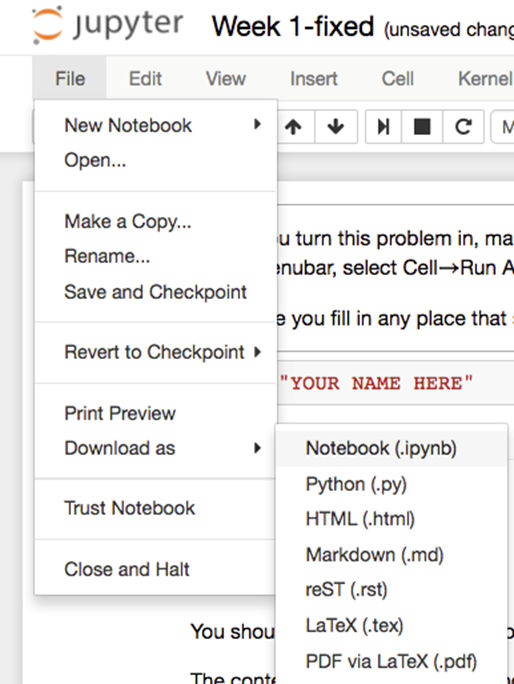 jupyter Week 1-fixed (unsaved chang
File Edit View Insert Cell Kernel
New Notebook
Open...
Make a Copy...
Rename...
Save and Checkpoint
Revert to Checkpoint
Print Preview
Download as
Trust Notebook
Close and Halt
M
u turn this problem in, ma
enubar, select Cell→Run A
e you fill in any place that
"YOUR NAME HERE"
Notebook (.ipynb)
Python (.py)
HTML (.html)
Markdown (.md)
reST (.rst)
LaTeX (.tex)
PDF via LaTeX (.pdf)
You shou
The conte